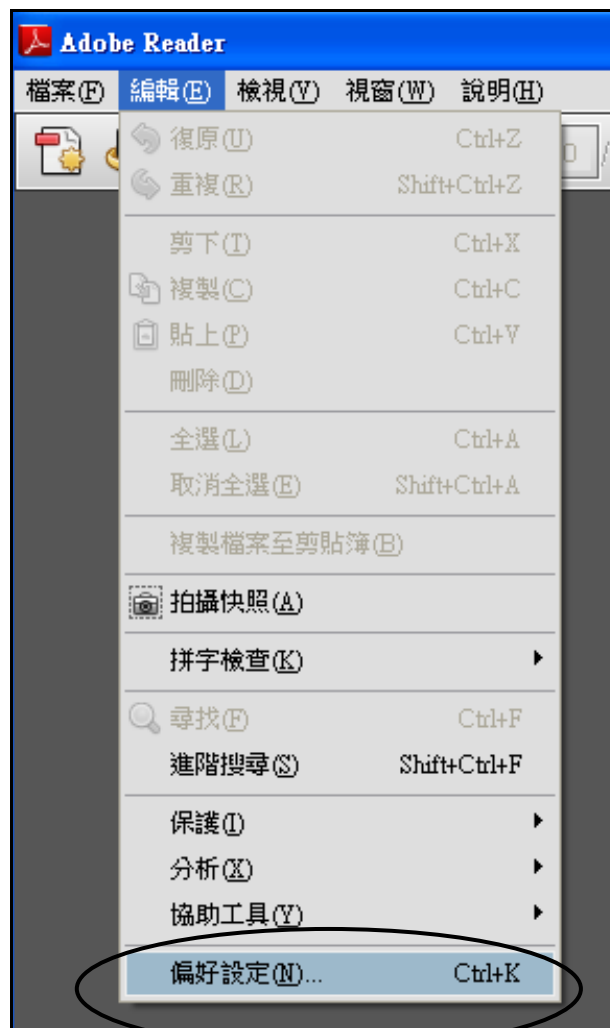 Adobe Reader
檔案(F) 編輯(E) 檢視(V) 視窗(W) 說明(H)
復原(U) Ctrl+Z
重複(R) Shift+Ctrl+Z
剪下(T) Ctrl+X
複製(C) Ctrl+C
貼上(P) Ctrl+V
刪除(D)
全選(L) Ctrl+A
取消全選(E) Shift+Ctrl+A
複製檔案至剪貼簿(B)
拍攝快照(A)
拼字檢查(K)
尋找(F) Ctrl+F
進階搜尋(S) Shift+Ctrl+F
保護(I)
分析(X)
協助工具(Y)
偏好設定(N)... Ctrl+K